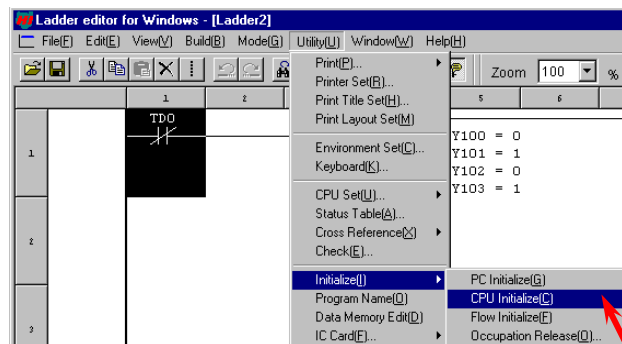 Ladder editor for Windows - [Ladder2]
File(F) Edit(E) View(V) Build(B) Mode(G) Utility(U) Window(W) Help(H)
Zoom 100 %
1 2 5 6
TD0
1
2
3
Print(P)...
Printer Set(R)...
Print Title Set(H)...
Print Layout Set(M)
Environment Set(C)...
Keyboard(K)...
CPU Set(U)...
Status Table(A)...
Cross Reference(X)
Check(E)...
Initialize(I)
Program Name(O)
Data Memory Edit(D)
IC Card(F)...
Y100 = 0
Y101 = 1
Y102 = 0
Y103 = 1
PC Initialize(G)
CPU Initialize(C)
Flow Initialize(F)
Occupation Release(O)...